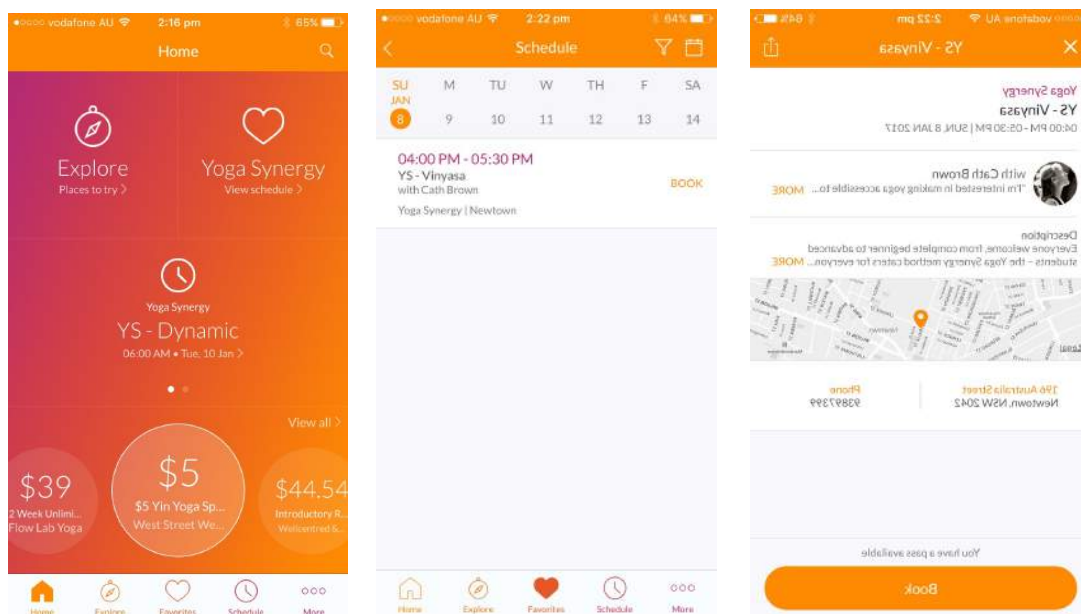 vodafone AU 2:16 pm 65%
Home
Explore
Places to try >
Yoga Synergy
View schedule >
Yoga Synergy
YS - Dynamic
06:00 AM • Tue, 10 Jan >
View all >
$39
2 Week Unlimi...
Flow Lab Yoga
$5
$5 Yin Yoga Sp...
West Street We...
$44.54
Introductory R...
Wellcentred &...
Home Explore Favorites Schedule More
vodafone AU 2:22 pm 64%
Schedule
SU M TU W TH F SA
JAN
8 9 10 11 12 13 14
04:00 PM - 05:30 PM
YS - Vinyasa
with Cath Brown
BOOK
Yoga Synergy | Newtown
Home Explore Favorites Schedule More
vodafone AU 2:22 pm 64%
YS - Vinyasa
Yoga Synergy
YS - Vinyasa
04:00 PM - 05:30 PM | SUN, 8 JAN 2017
with Cath Brown
"I'm interested in making yoga accessible to... MORE
Description
Everyone welcome, from complete beginner to advanced
students – the Yoga Synergy method caters for everyon... MORE
Newtown
Legal
196 Australia Street
Newtown, NSW 2042
Phone
93897399
You have a pass available
Book